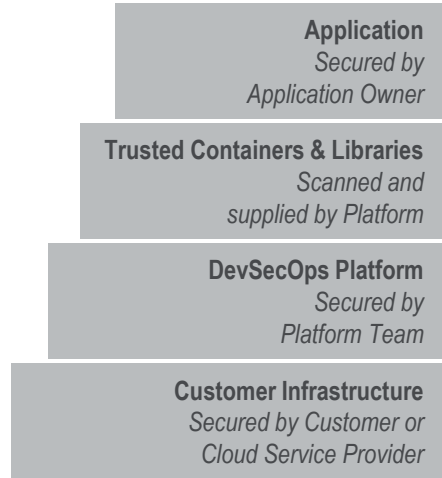 Application
Secured by
Application Owner
Trusted Containers & Libraries
Scanned and
supplied by Platform
DevSecOps Platform
Secured by
Platform Team
Customer Infrastructure
Secured by Customer or
Cloud Service Provider